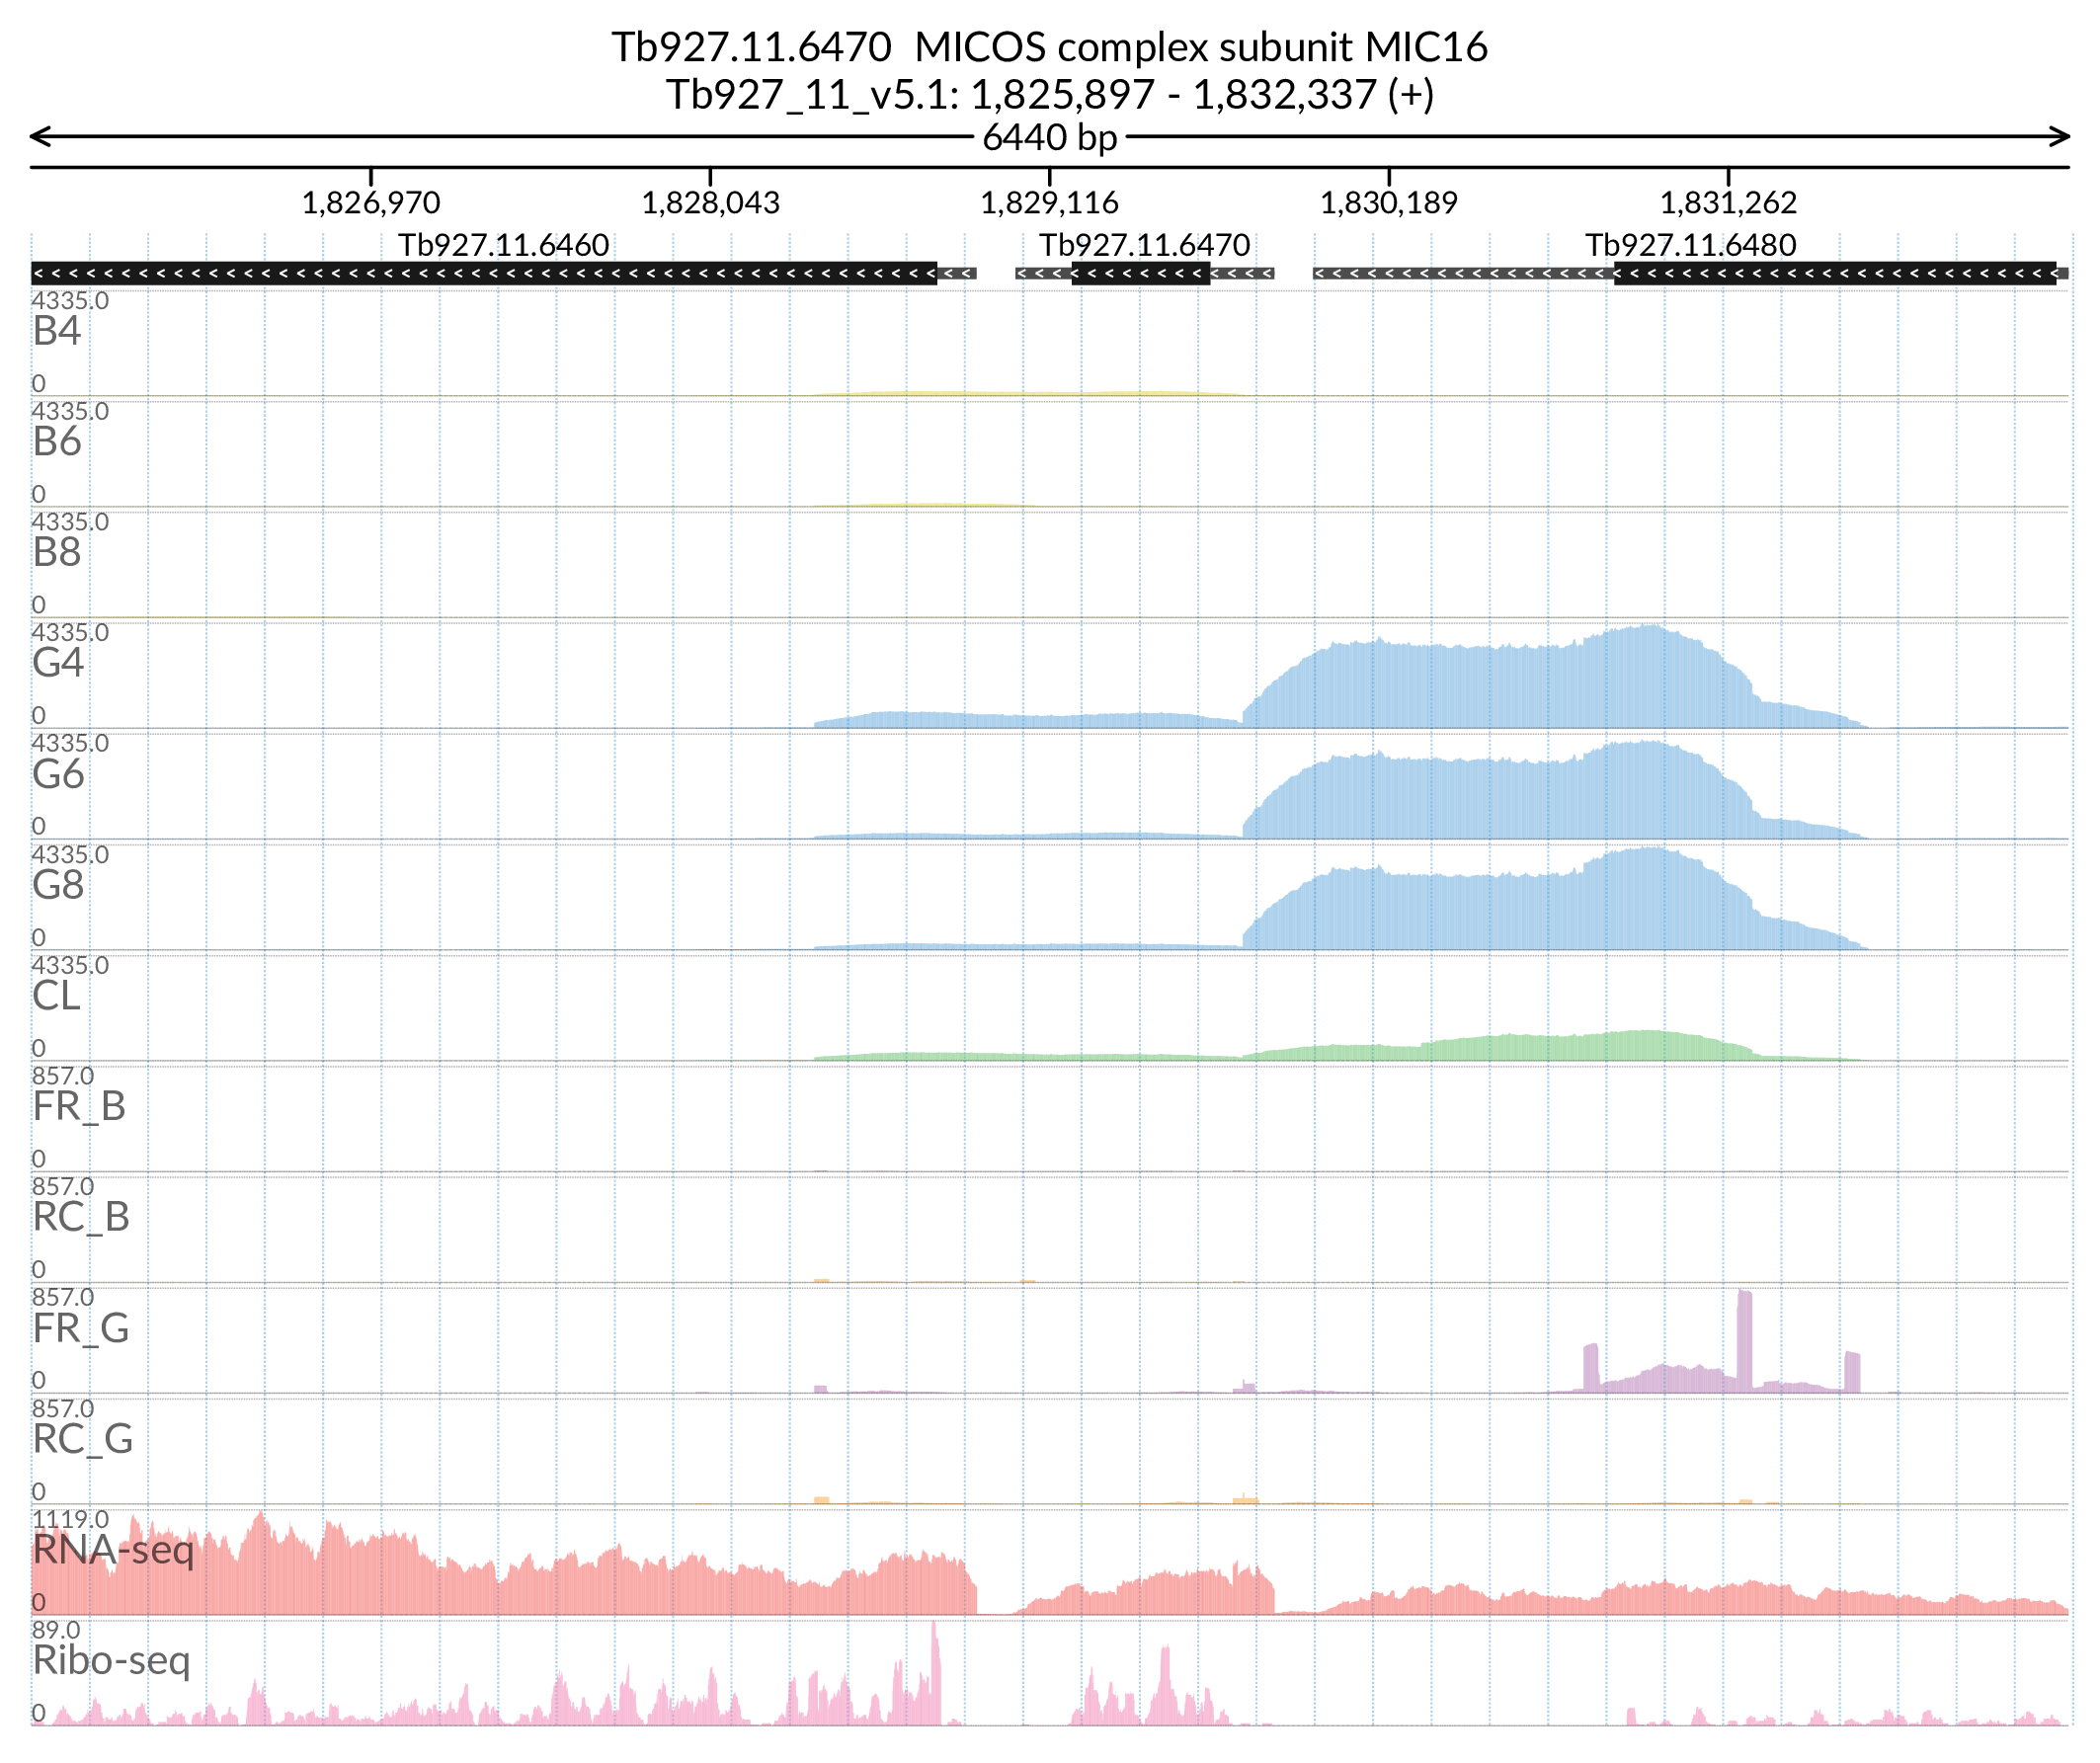 Tb927.11.6470  MICOS complex subunit MIC16
Tb927_11_v5.1: 1,825,897 - 1,832,337 (+)
6440 bp
1,826,970 1,828,043 1,829,116 1,830,189 1,831,262
Tb927.11.6460 Tb927.11.6470 Tb927.11.6480
4335.0
B4
0
4335.0
B6
0
4335.0
B8
0
4335.0
G4
0
4335.0
G6
0
4335.0
G8
0
4335.0
CL
0
857.0
FR_B
0
857.0
RC_B
0
857.0
FR_G
0
857.0
RC_G
0
1119.0
RNA-seq
0
89.0
Ribo-seq
0